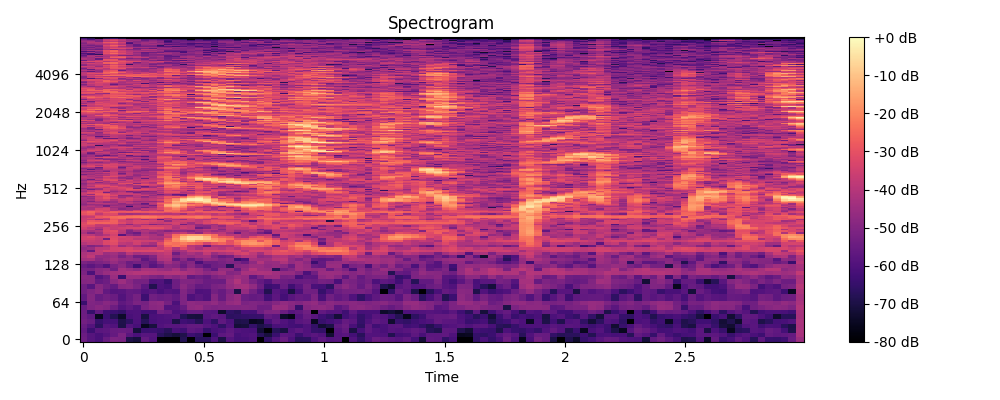 Spectrogram
Hz
4096
2048
1024
512
256
128
64
0
0
0.5
1
1.5
2
2.5
Time
+0 dB
-10 dB
-20 dB
-30 dB
-40 dB
-50 dB
-60 dB
-70 dB
-80 dB